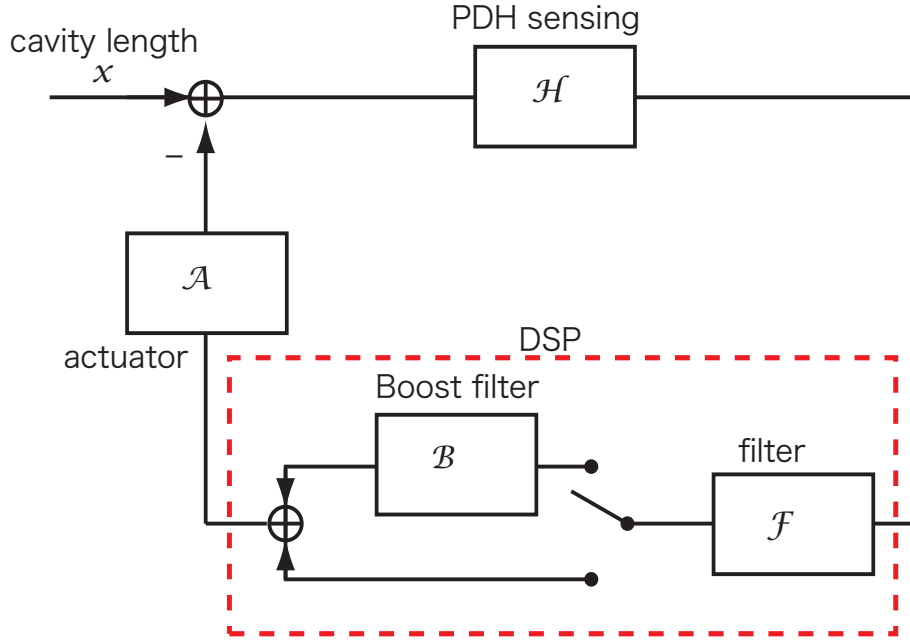 PDH sensing
cavity length
x
H
−
A
actuator
DSP
Boost filter
B
filter
F